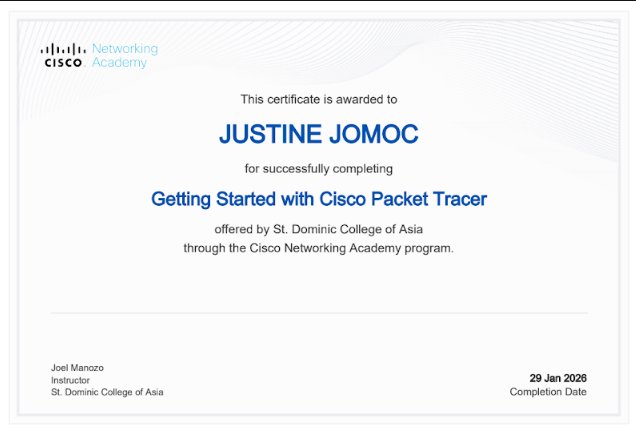 Networking
CISCO Academy
This certificate is awarded to
JUSTINE JOMOC
for successfully completing
Getting Started with Cisco Packet Tracer
offered by St. Dominic College of Asia
through the Cisco Networking Academy program.
Joel Manozo
Instructor
St. Dominic College of Asia
29 Jan 2026
Completion Date